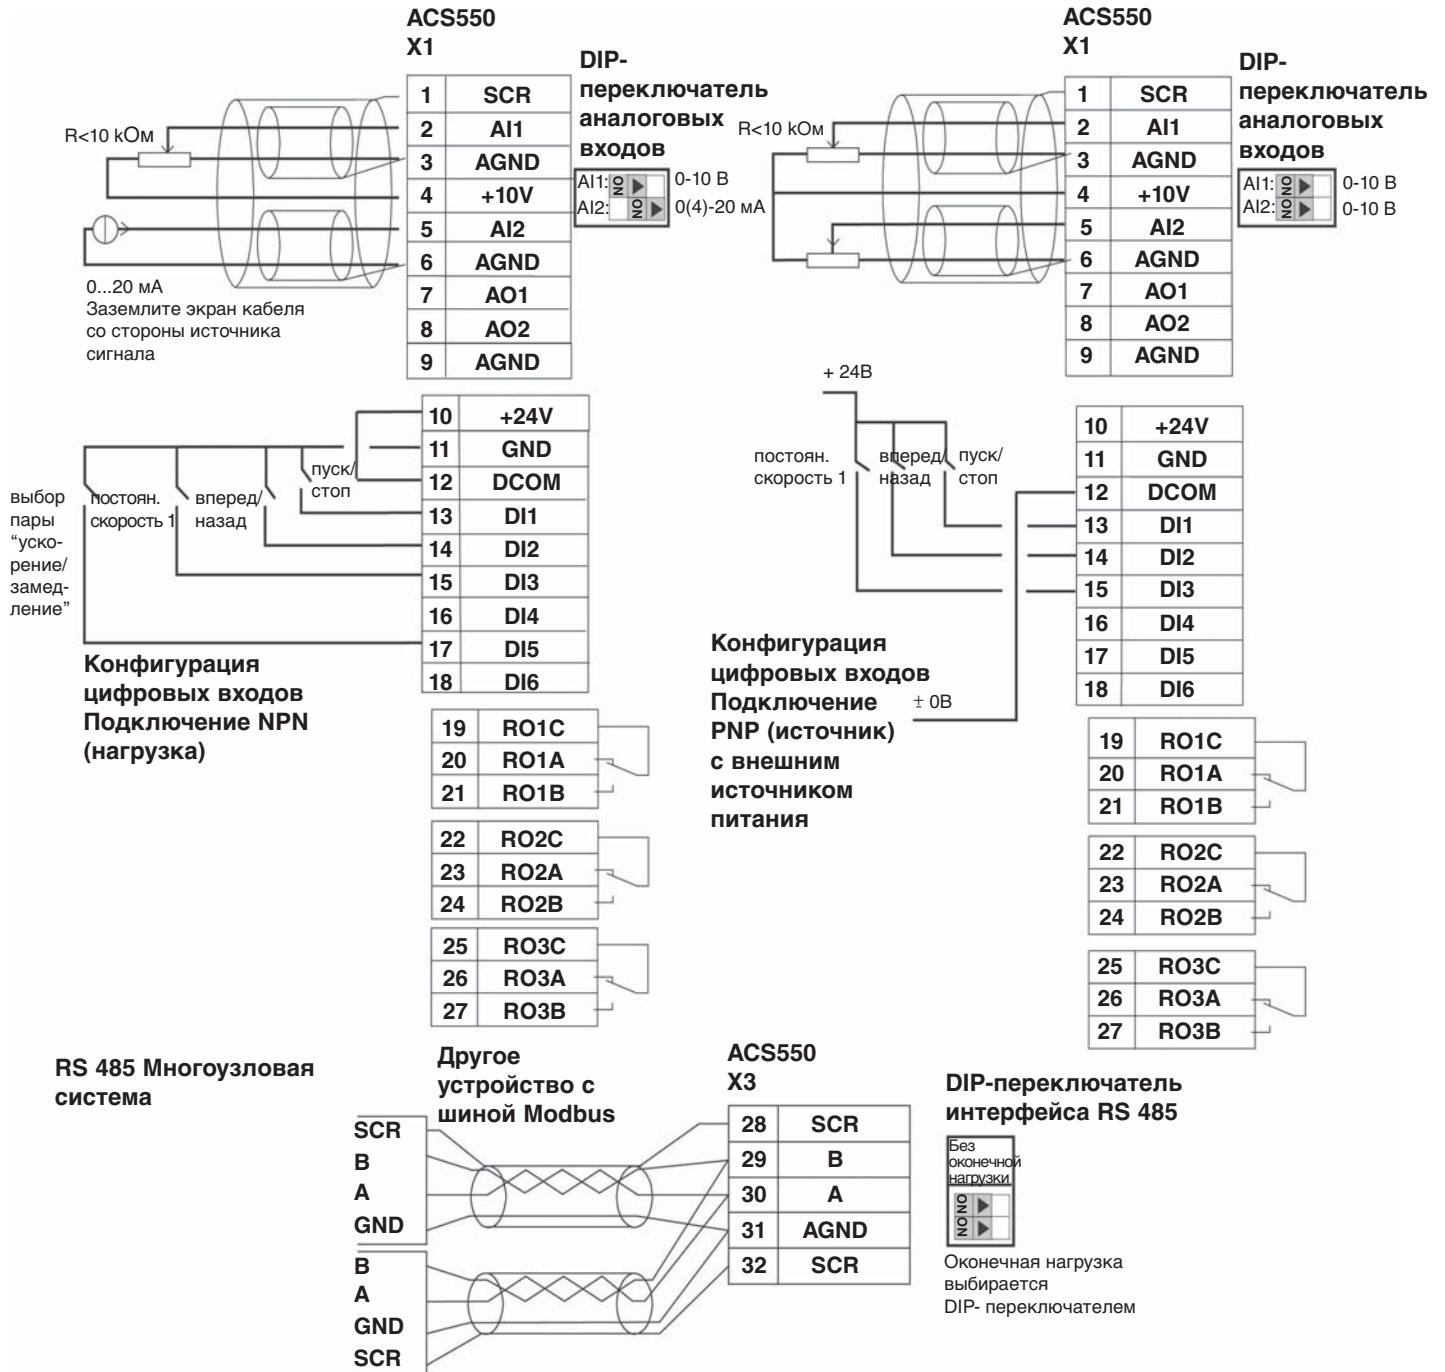 ACS550
X1
DIP-
переключатель
аналоговых
входов
R<10 kОм
1 SCR
2 AI1
3 AGND
4 +10V
5 AI2
6 AGND
7 AO1
8 AO2
9 AGND
AI1: ON 0-10 В
AI2: ON 0(4)-20 мА
0...20 мА
Заземлите экран кабеля
со стороны источника
сигнала
10 +24V
11 GND
12 DCOM
13 DI1
14 DI2
15 DI3
16 DI4
17 DI5
18 DI6
пуск/
стоп
вперед/
назад
постоян.
скорость 1
выбор
пары
“уско-
рение/
замед-
ление”
Конфигурация
цифровых входов
Подключение NPN
(нагрузка)
19 RO1C
20 RO1A
21 RO1B
22 RO2C
23 RO2A
24 RO2B
25 RO3C
26 RO3A
27 RO3B
ACS550
X1
DIP-
переключатель
аналоговых
входов
R<10 kОм
1 SCR
2 AI1
3 AGND
4 +10V
5 AI2
6 AGND
7 AO1
8 AO2
9 AGND
AI1: ON 0-10 В
AI2: ON 0-10 В
+ 24В
постоян.
скорость 1
вперед/
назад
пуск/
стоп
10 +24V
11 GND
12 DCOM
13 DI1
14 DI2
15 DI3
16 DI4
17 DI5
18 DI6
± 0В
Конфигурация
цифровых входов
Подключение
PNP (источник)
с внешним
источником
питания
19 RO1C
20 RO1A
21 RO1B
22 RO2C
23 RO2A
24 RO2B
25 RO3C
26 RO3A
27 RO3B
RS 485 Многоузловая
система
Другое
устройство с
шиной Modbus
SCR
B
A
GND
B
A
GND
SCR
ACS550
X3
28 SCR
29 B
30 A
31 AGND
32 SCR
DIP-переключатель
интерфейса RS 485
Без
оконечной
нагрузки
ON
ON
Оконечная нагрузка
выбирается
DIP- переключателем